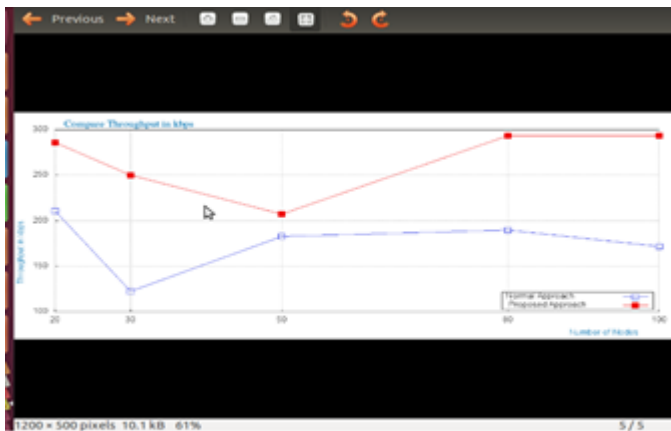 Previous Next
Compare Throughput in kbps
300
250
200
150
100
Throughput in kbps
20 30 50 80 100
Normal Approach
Proposed Approach
Number of Nodes
1200 × 500 pixels 10.1 kB 61% 5 / 5